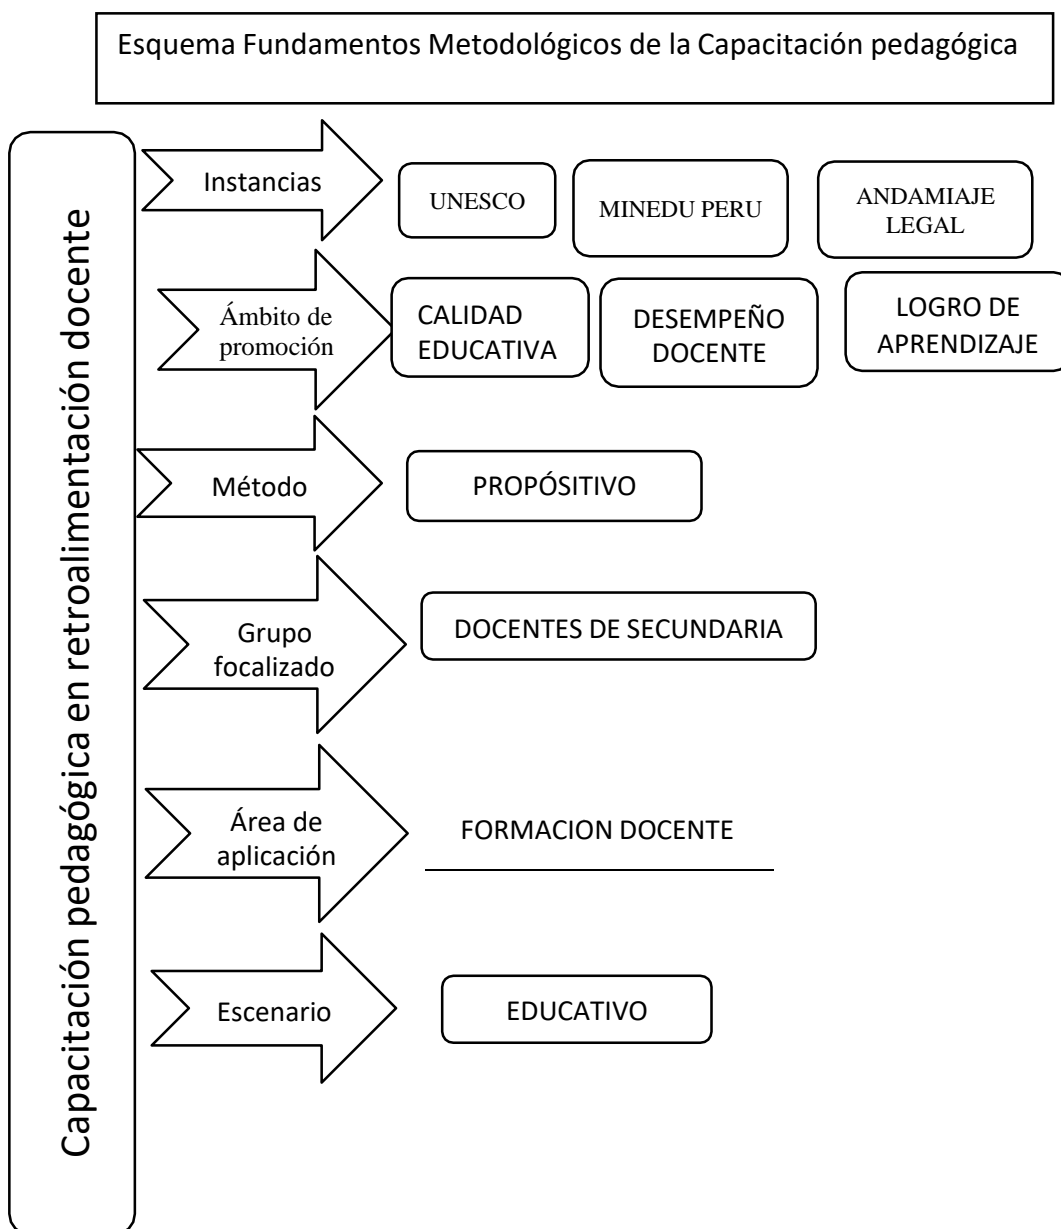 Esquema Fundamentos Metodológicos de la Capacitación pedagógica
Capacitación pedagógica en retroalimentación docente
Instancias
UNESCO
MINEDU PERU
ANDAMIAJE
LEGAL
Ámbito de
promoción
CALIDAD
EDUCATIVA
DESEMPEÑO
DOCENTE
LOGRO DE
APRENDIZAJE
Método
PROPÓSITIVO
Grupo
focalizado
DOCENTES DE SECUNDARIA
Área de
aplicación
FORMACION DOCENTE
Escenario
EDUCATIVO